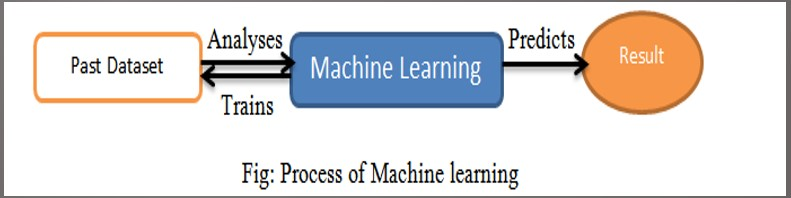 Analyses
Predicts
Past Dataset
Machine Learning
Result
Trains
Fig: Process of Machine learning